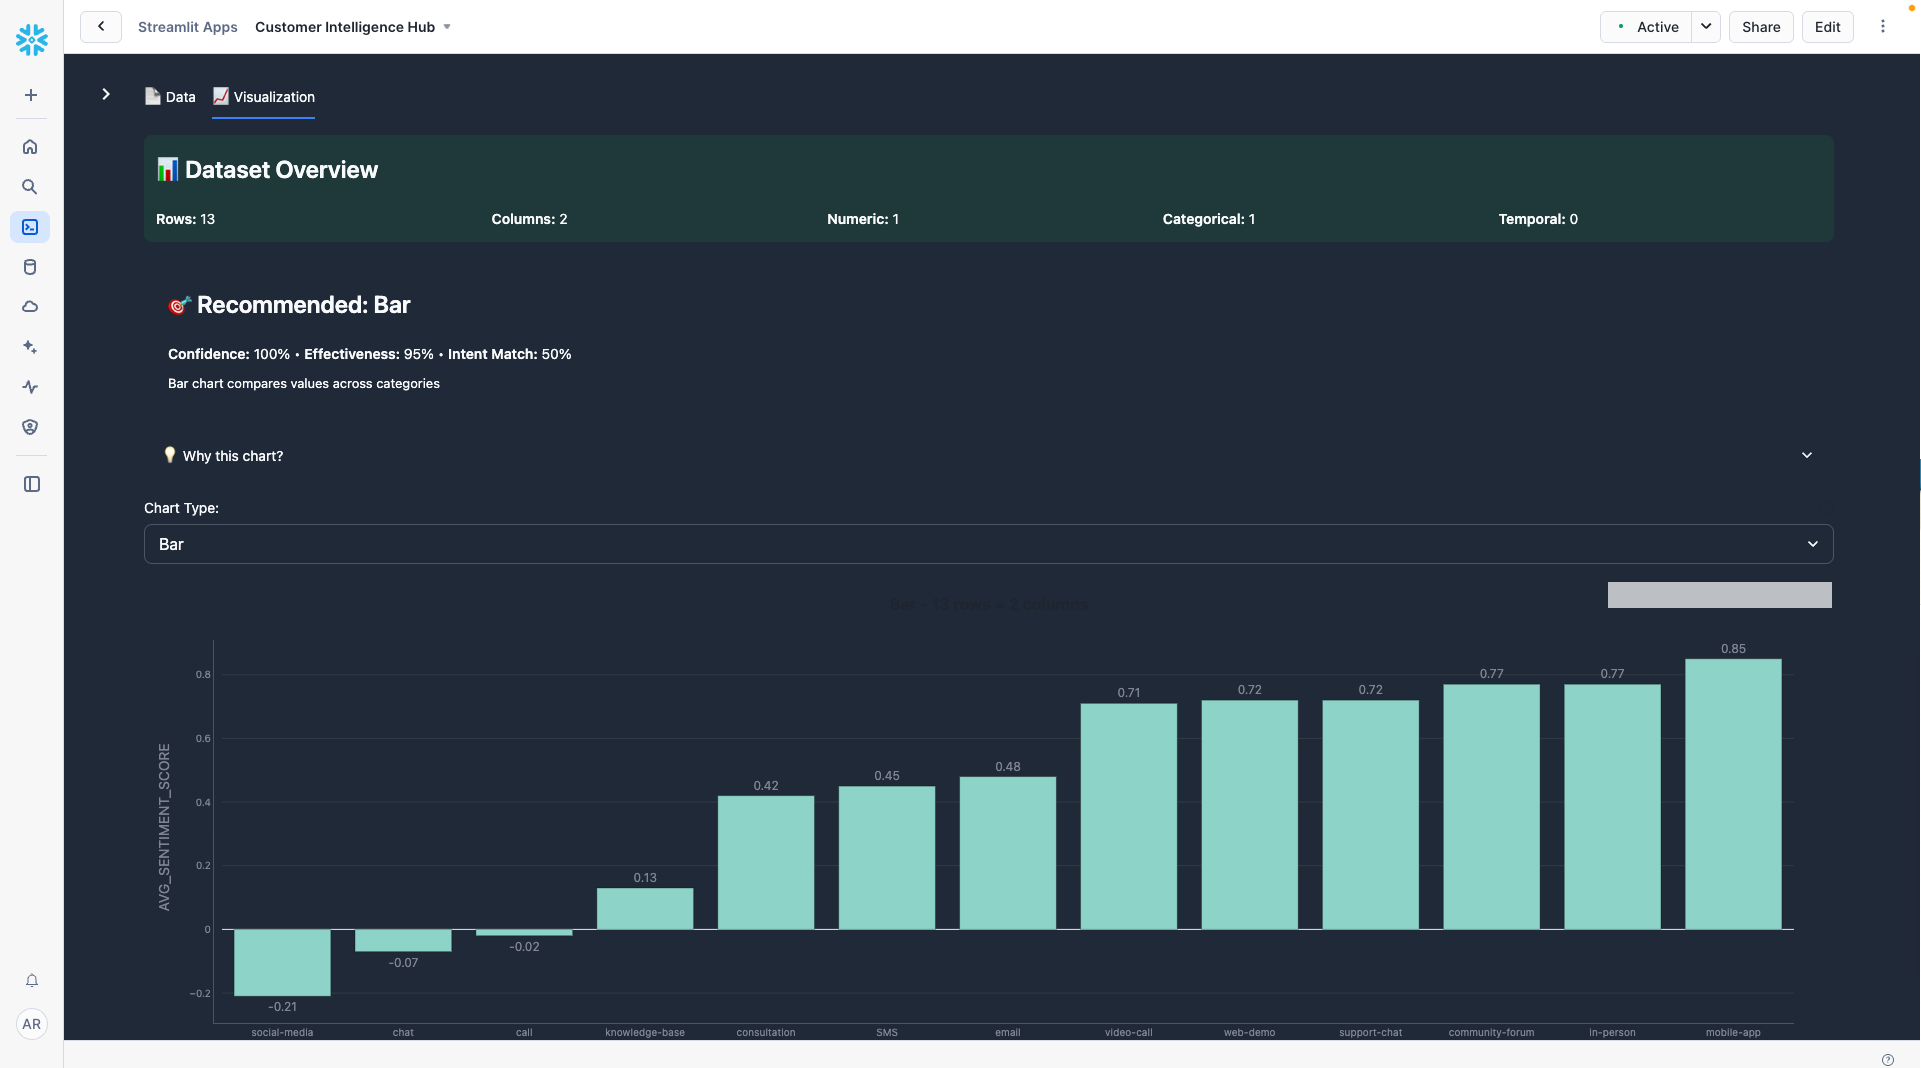 Streamlit Apps Customer Intelligence Hub
Active
Share
Edit
Data
Visualization
Dataset Overview
Rows: 13
Columns: 2
Numeric: 1
Categorical: 1
Temporal: 0
Recommended: Bar
Confidence: 100% • Effectiveness: 95% • Intent Match: 50%
Bar chart compares values across categories
Why this chart?
Chart Type:
Bar
Bar • 13 rows × 2 columns
AVG_SENTIMENT_SCORE
0.8
0.6
0.4
0.2
0
−0.2
-0.21
-0.07
-0.02
0.13
0.42
0.45
0.48
0.71
0.72
0.72
0.77
0.77
0.85
social-media
chat
call
knowledge-base
consultation
SMS
email
video-call
web-demo
support-chat
community-forum
in-person
mobile-app
AR